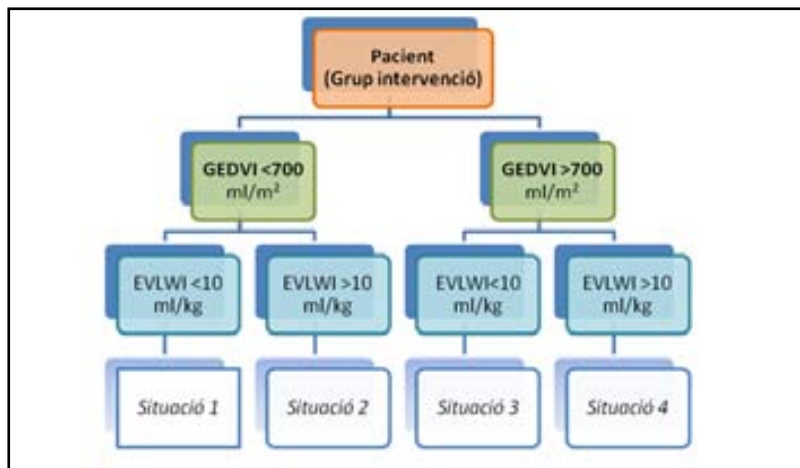 Pacient
(Grup intervenció)
GEDVI <700
ml/m²
GEDVI >700
ml/m²
EVLWI <10
ml/kg
EVLWI >10
ml/kg
EVLWI<10
ml/kg
EVLWI >10
ml/kg
Situació 1
Situació 2
Situació 3
Situació 4